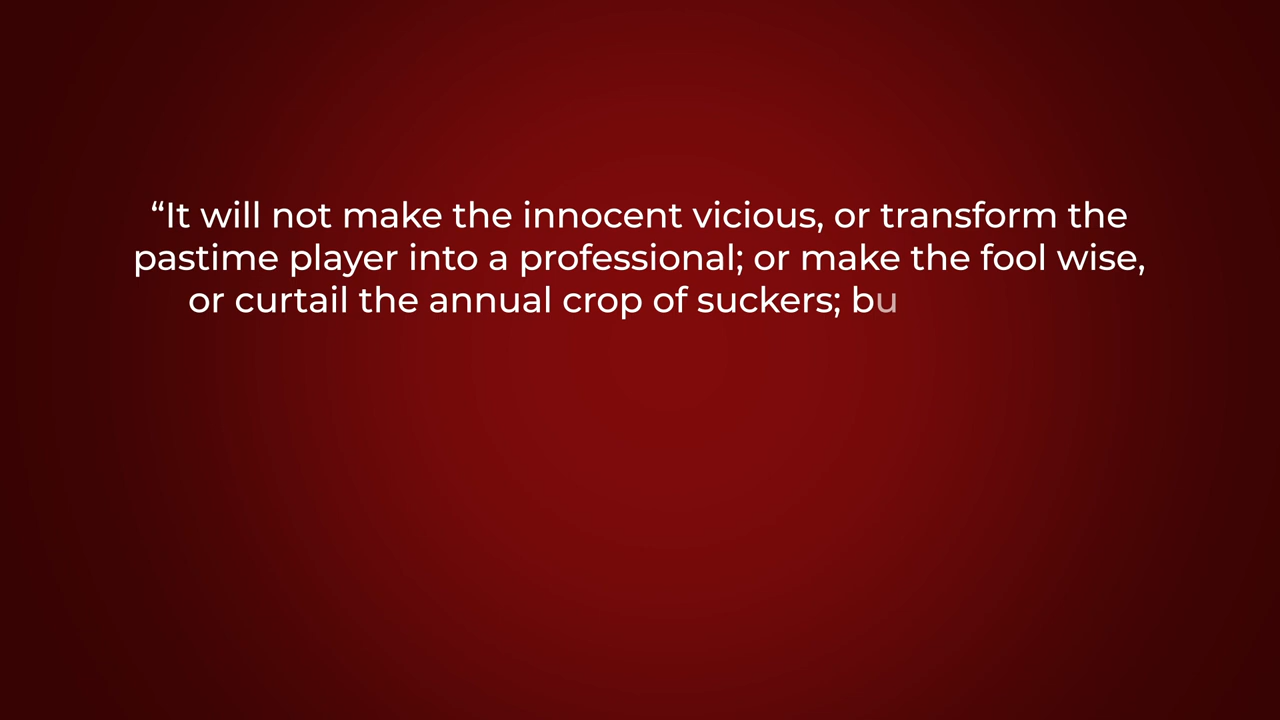 “It will not make the innocent vicious, or transform the
pastime player into a professional; or make the fool wise,
or curtail the annual crop of suckers; bu